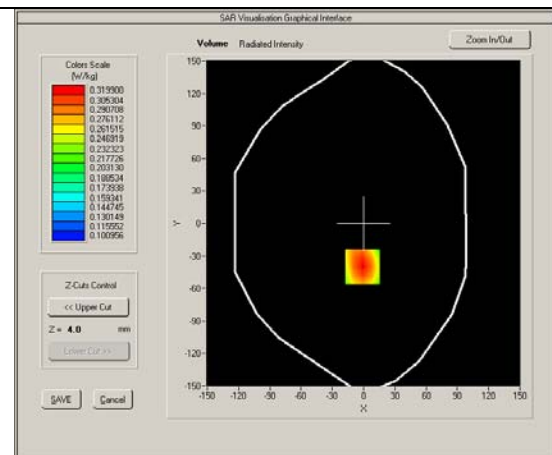 SAR Visualisation Graphical Interface
Volume Radiated Intensity
Zoom In/Out
Colors Scale
(W/kg)
0.319900
0.305304
0.290708
0.276112
0.261515
0.246919
0.232323
0.217726
0.203130
0.188534
0.173938
0.159341
0.144745
0.130149
0.115552
0.100956
Z-Cuts Control
<< Upper Cut
Z = 4.0 mm
Lower Cut >>
SAVE Cancel
150
120
90
60
30
0
-30
-60
-90
-120
-150
Y
-150 -120 -90 -60 -30 0 30 60 90 120 150
X